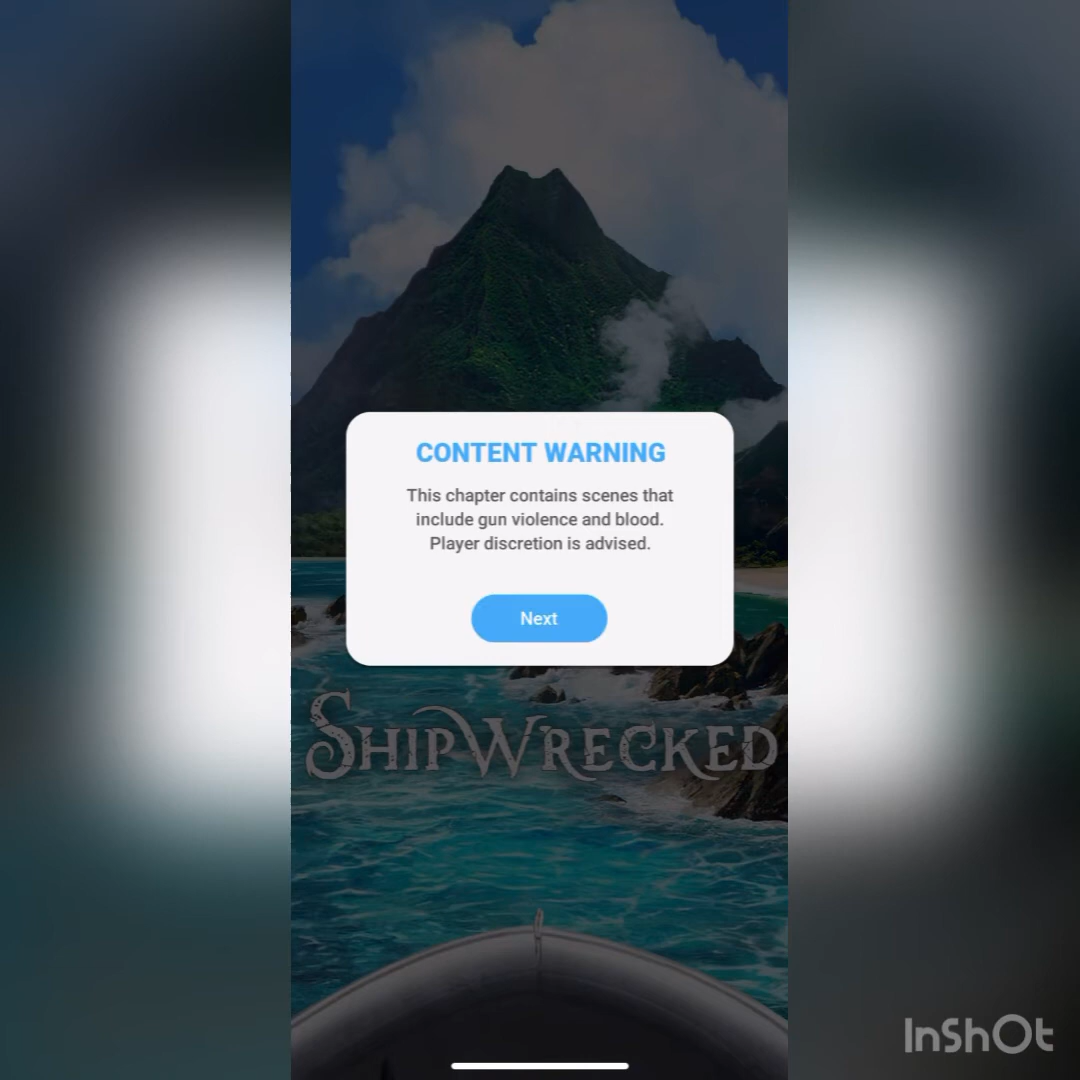 CONTENT WARNING
This chapter contains scenes that
include gun violence and blood.
Player discretion is advised.
Next
SHIPWRECKED
InShOt